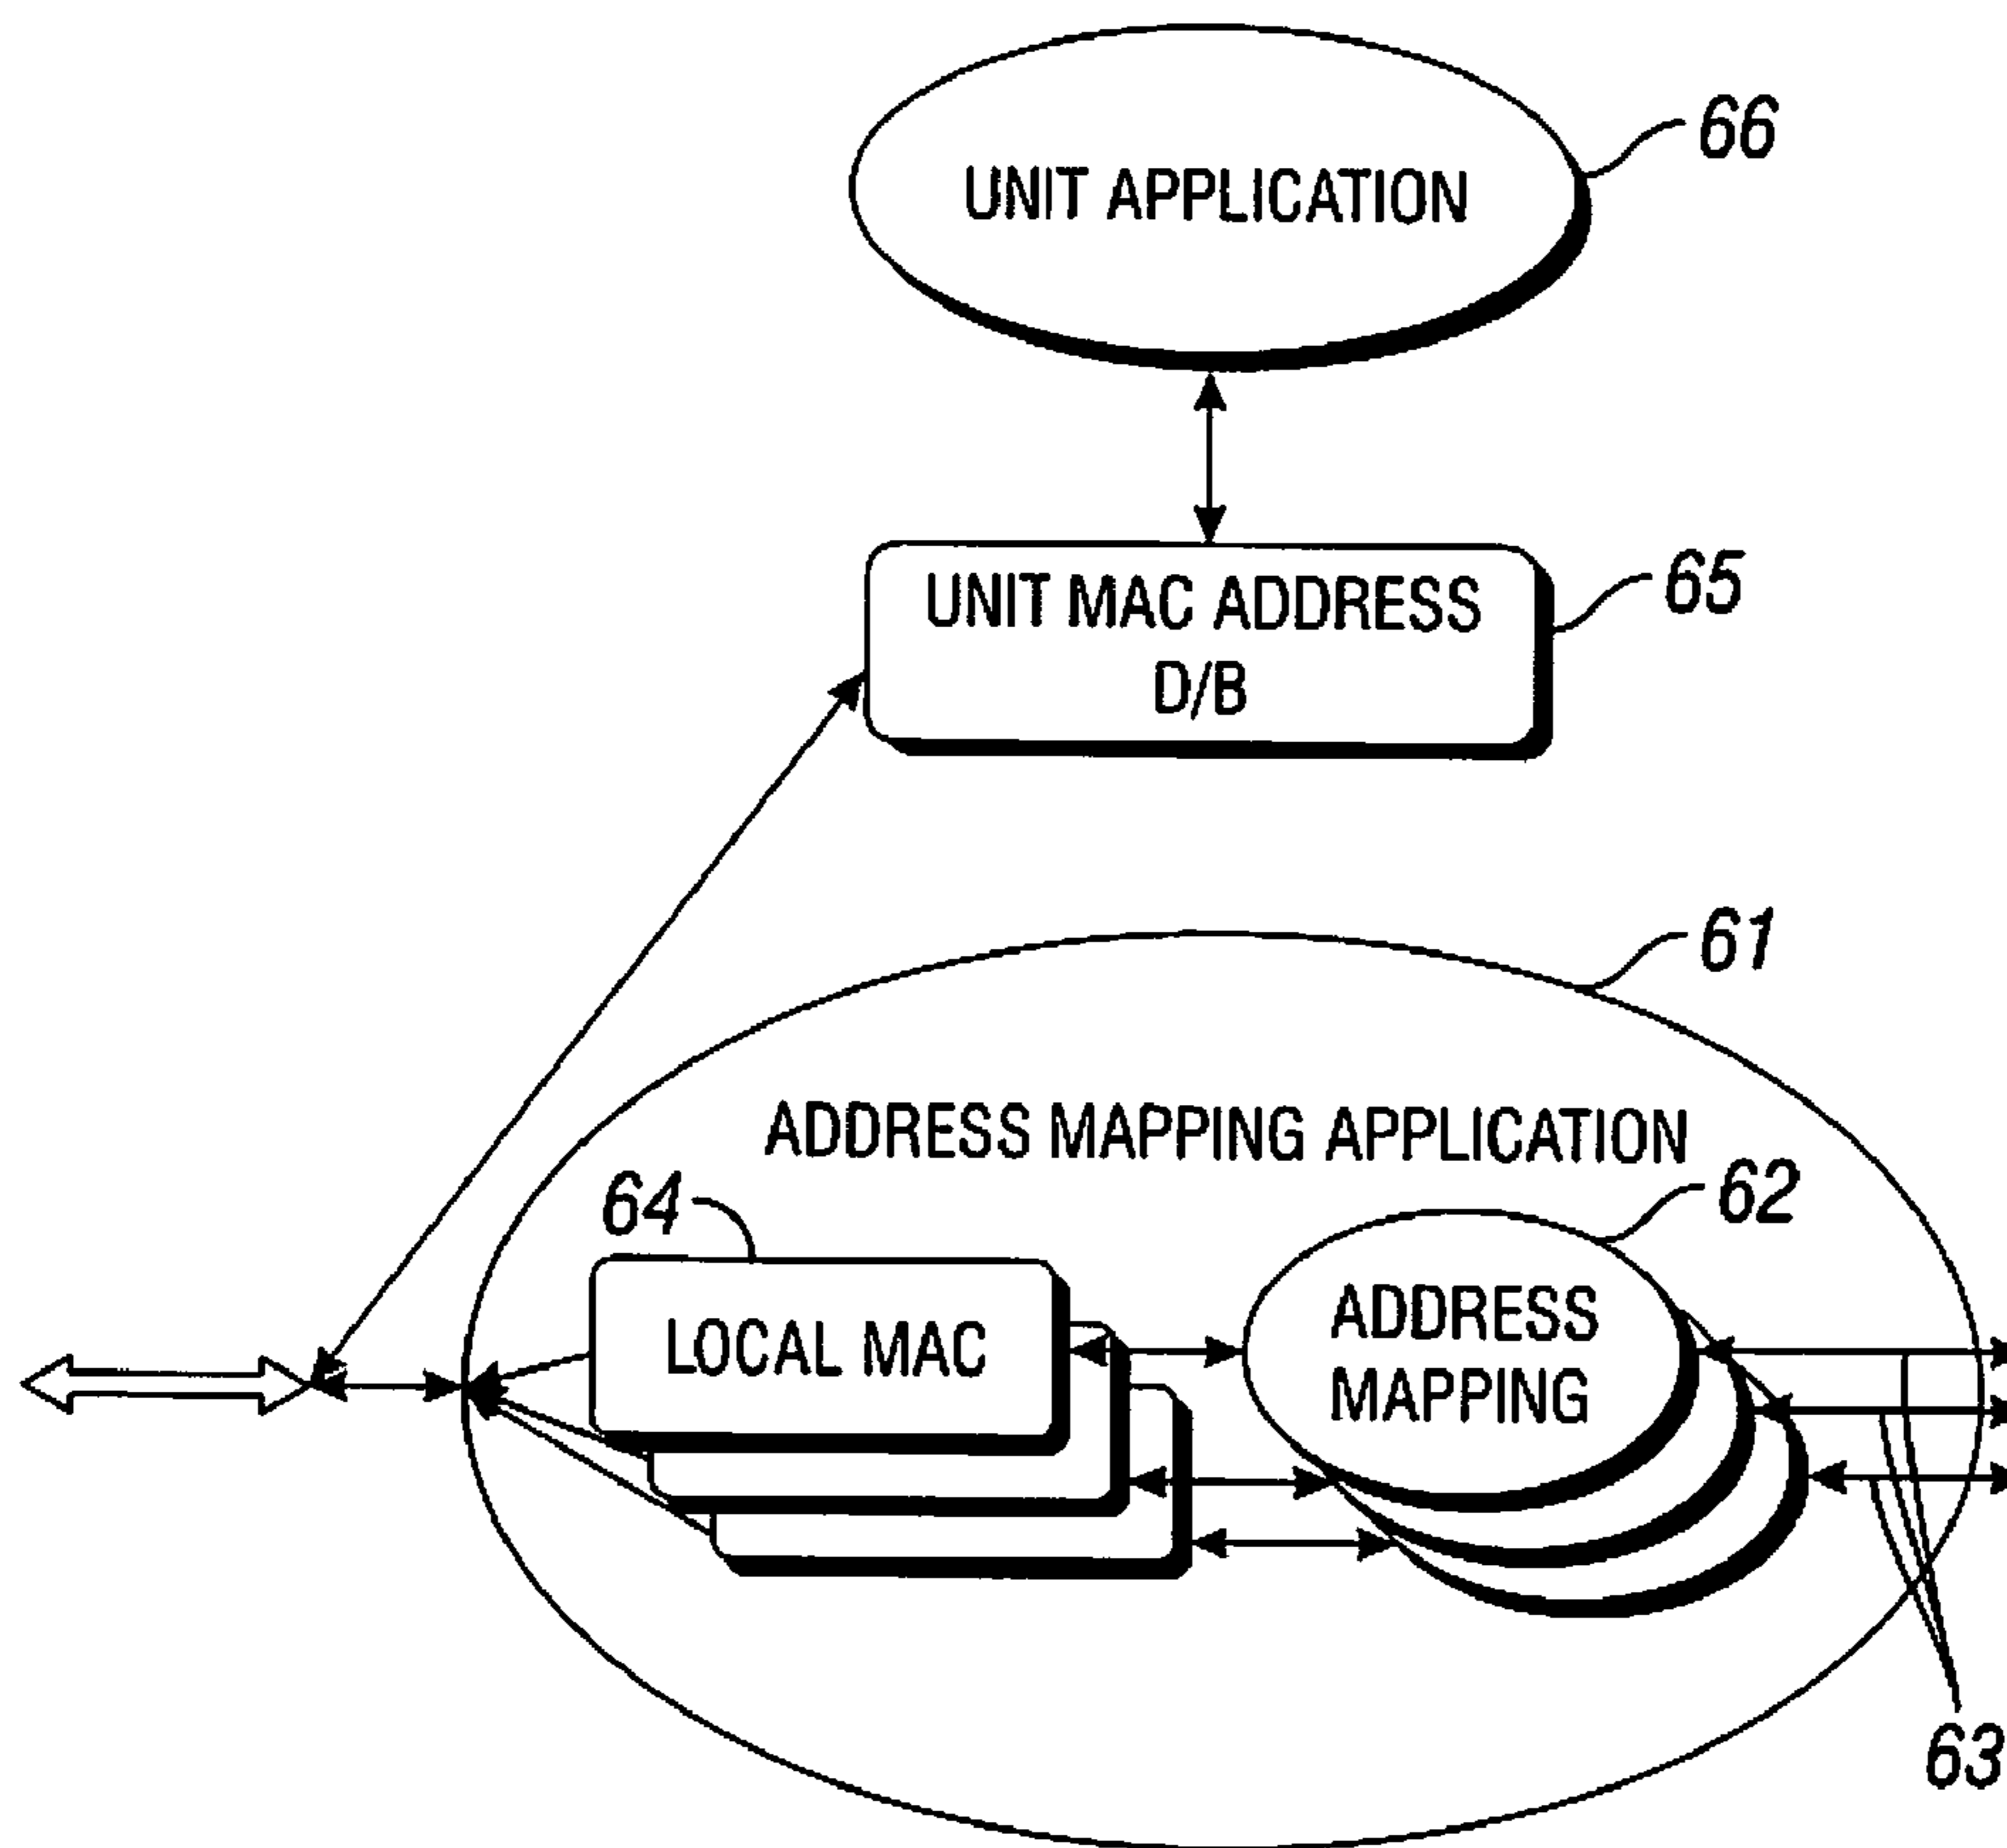 66
UNIT APPLICATION
UNIT MAC ADDRESS
D/B
65
61
ADDRESS MAPPING APPLICATION
64
62
LOCAL MAC
ADDRESS
MAPPING
63